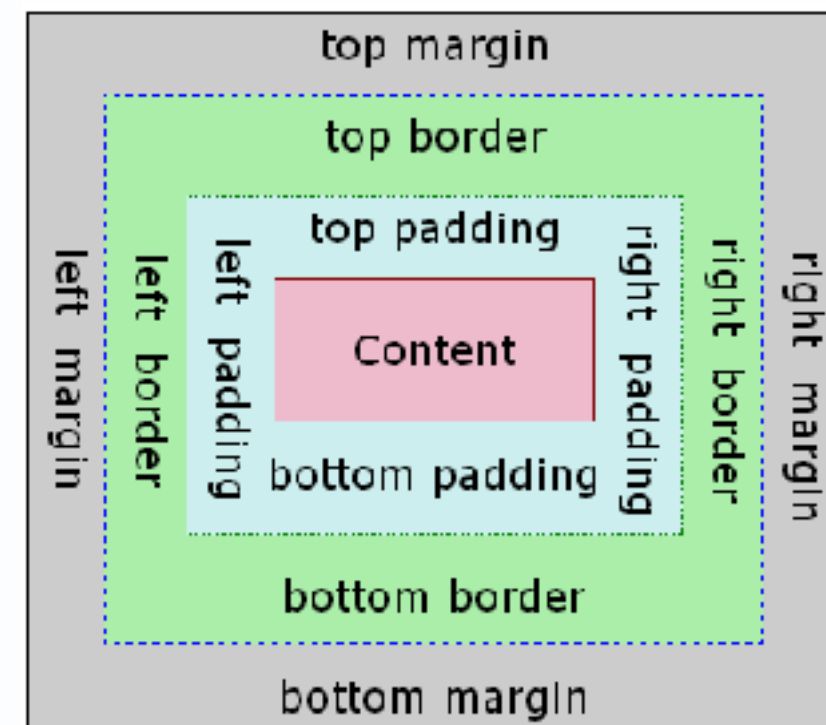 top margin
top border
top padding
left margin
left border
left padding
Content
right padding
right border
right margin
bottom padding
bottom border
bottom margin